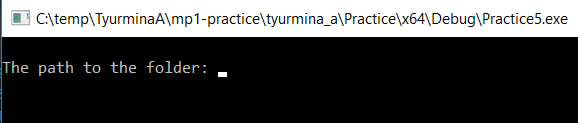 C:\temp\TyurminaA\mp1-practice\tyurmina_a\Practice\x64\Debug\Practice5.exe
The path to the folder: